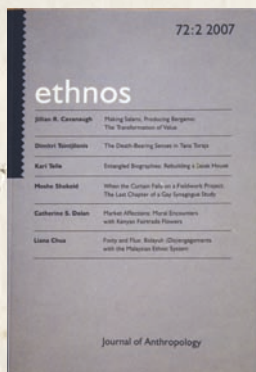 72:2 2007
ethnos
Jillian R. Cavanaugh
Making Salami, Producing Bergamo:
The Transformation of Value
Dimitri Tsintjilonis
The Death-Bearing Senses in Tana Toraja
Kari Telle
Entangled Biographies: Rebuilding a Sasak House
Moshe Shokeid
When the Curtain Falls on a Fieldwork Project:
The Last Chapter of a Gay Synagogue Study
Catherine S. Dolan
Market Affections: Moral Encounters
with Kenyan Fairtrade Flowers
Liana Chua
Fixity and Flux: Bidayuh (Dis)engagements
with the Malaysian Ethnic System
Journal of Anthropology